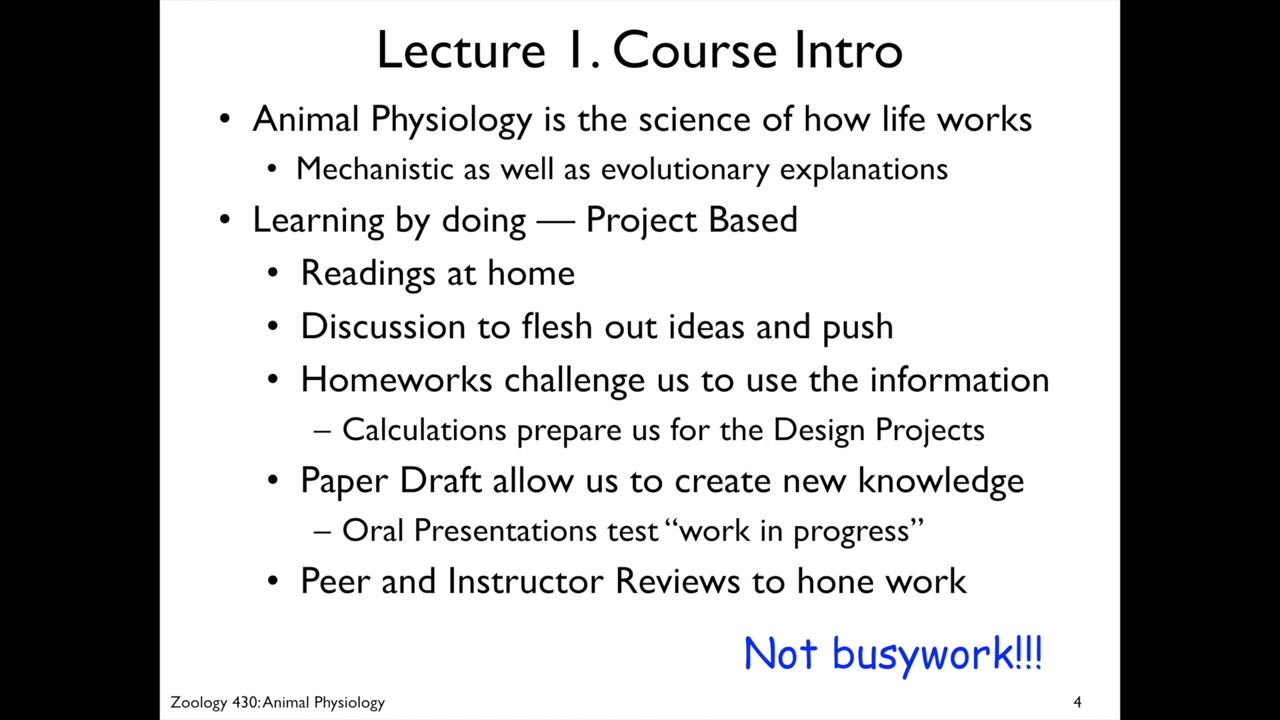 Lecture 1. Course Intro
• Animal Physiology is the science of how life works
• Mechanistic as well as evolutionary explanations
• Learning by doing — Project Based
• Readings at home
• Discussion to flesh out ideas and push
• Homeworks challenge us to use the information
– Calculations prepare us for the Design Projects
• Paper Draft allow us to create new knowledge
– Oral Presentations test “work in progress”
• Peer and Instructor Reviews to hone work
Not busywork!!!
Zoology 430: Animal Physiology
4